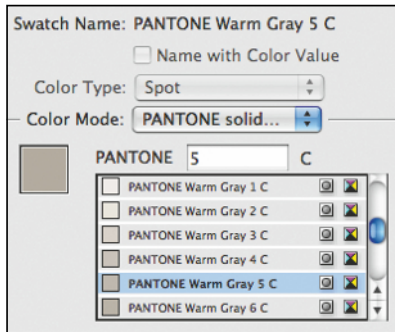 Swatch Name: PANTONE Warm Gray 5 C
Name with Color Value
Color Type: Spot
Color Mode: PANTONE solid...
PANTONE 5 C
PANTONE Warm Gray 1 C
PANTONE Warm Gray 2 C
PANTONE Warm Gray 3 C
PANTONE Warm Gray 4 C
PANTONE Warm Gray 5 C
PANTONE Warm Gray 6 C